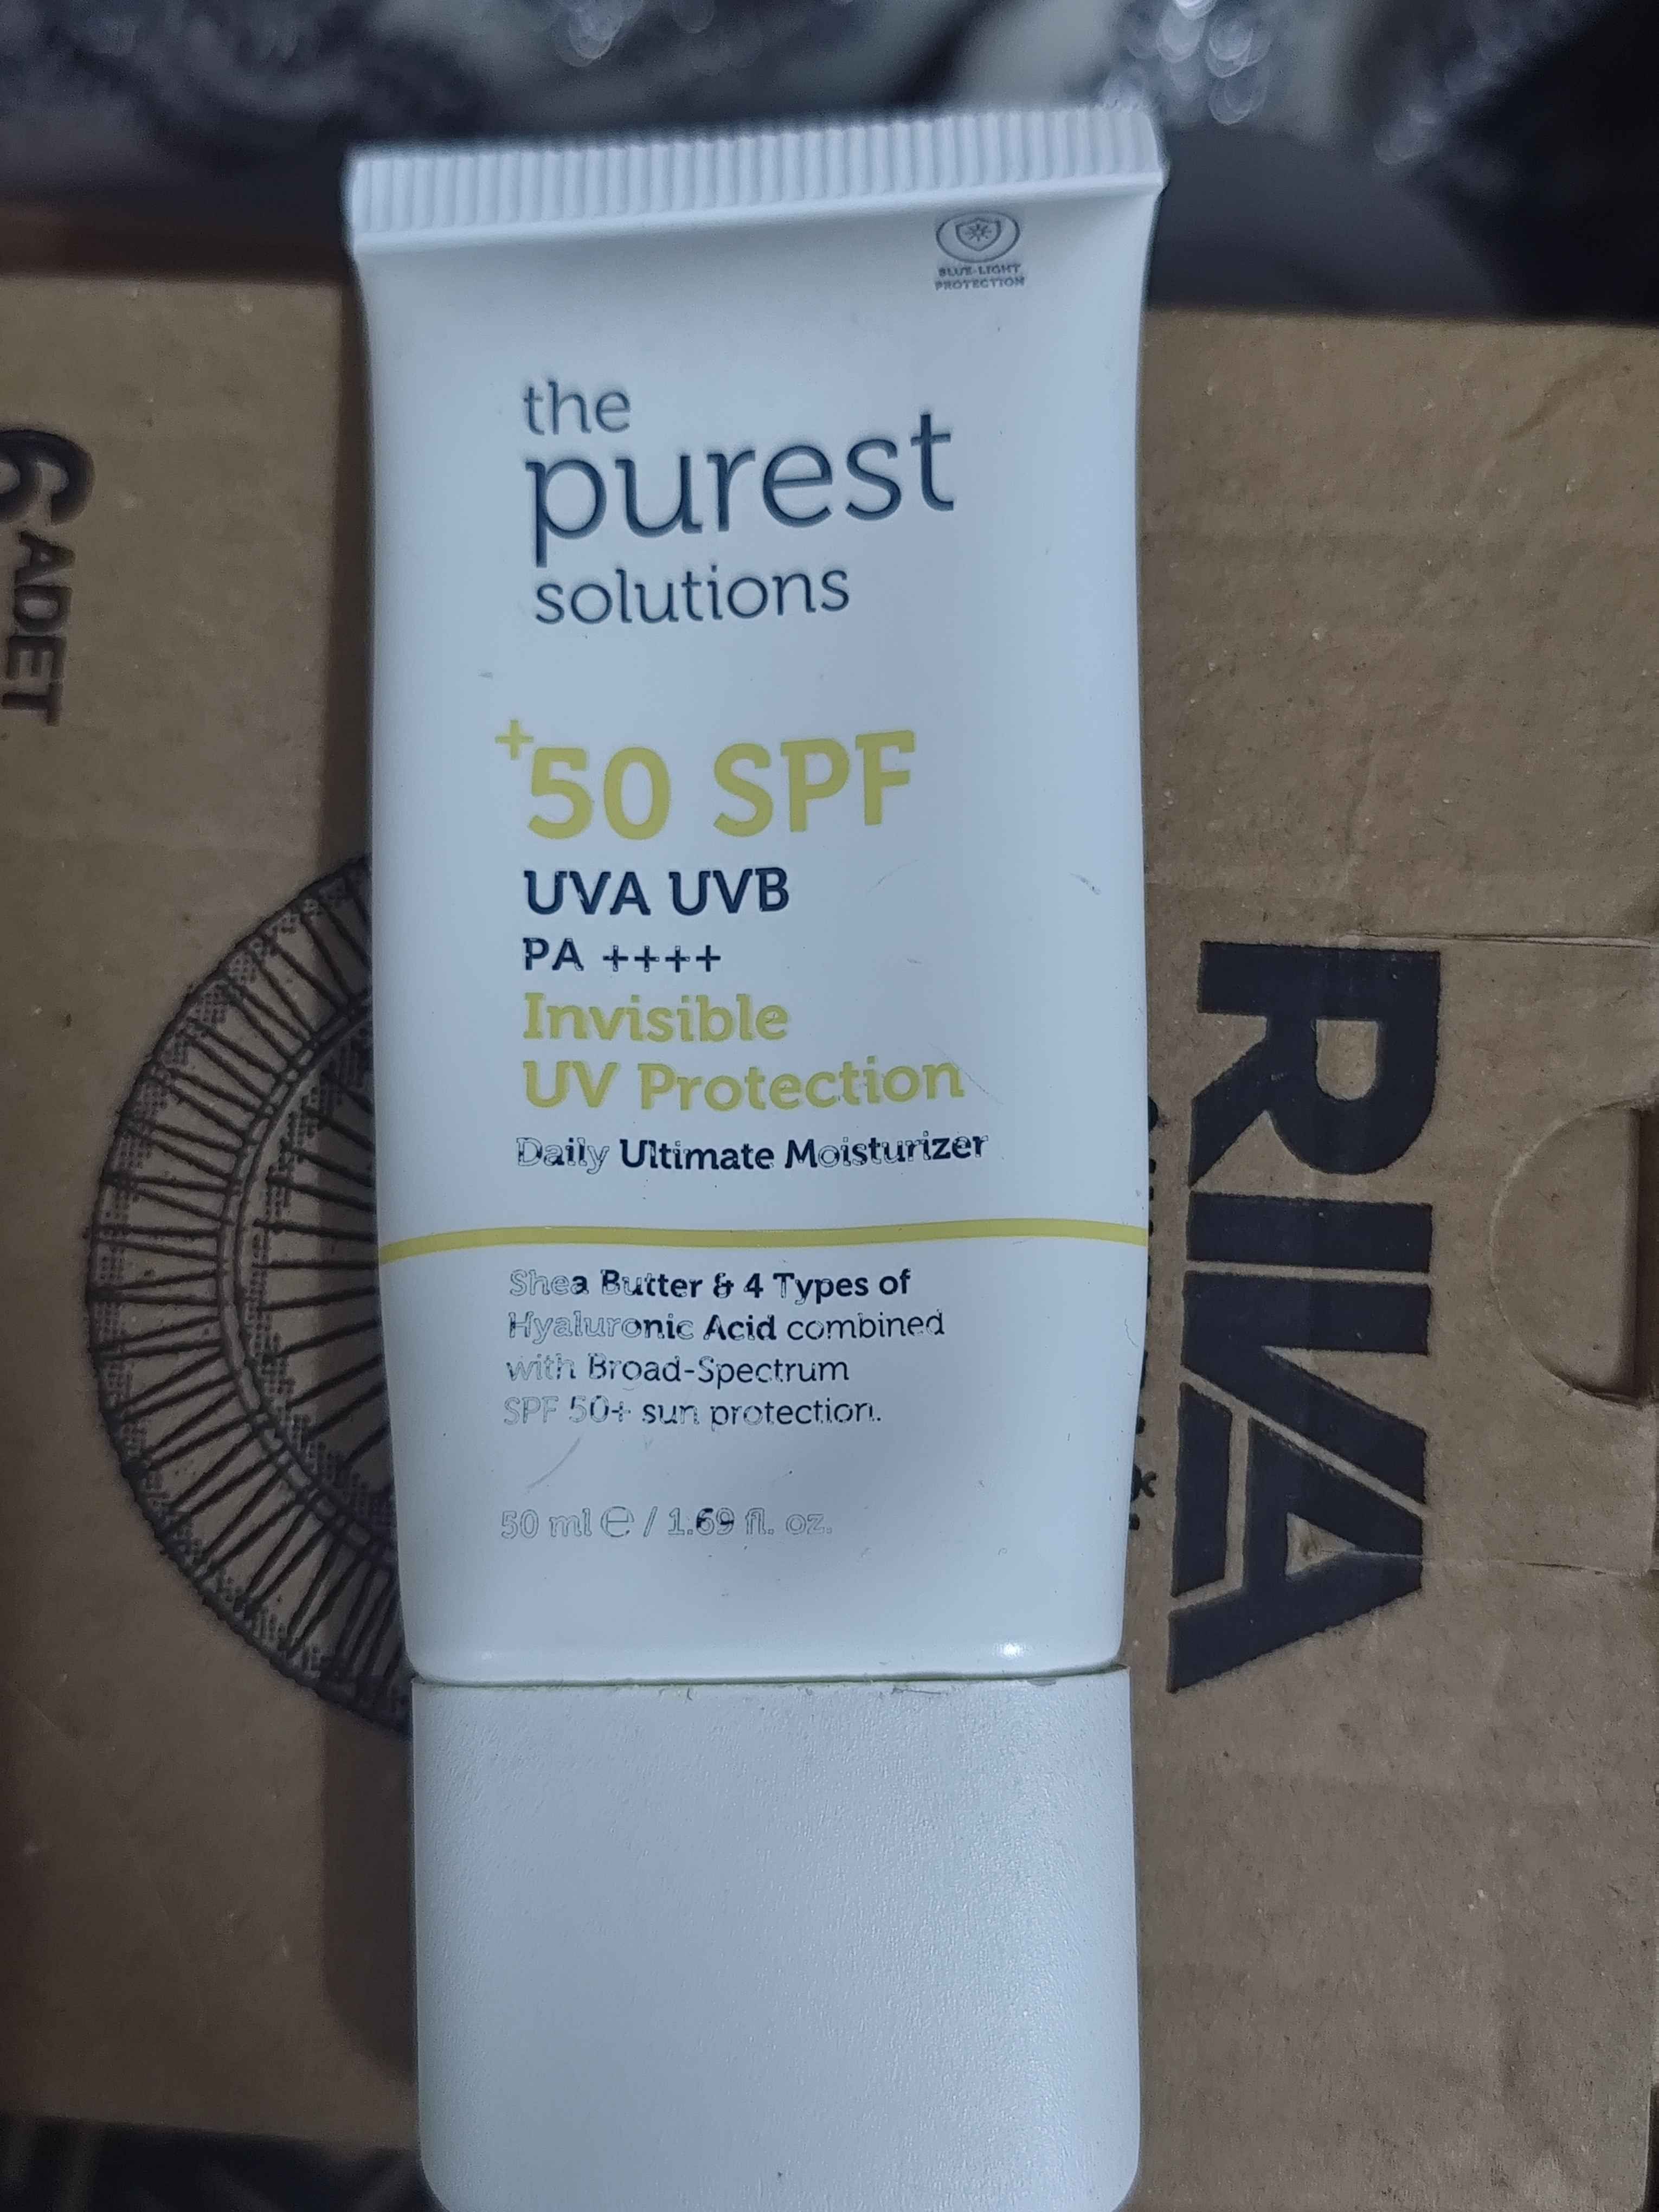 BLUE-LIGHT
PROTECTION
the
purest
solutions
+50 SPF
UVA UVB
PA ++++
Invisible
UV Protection
Daily Ultimate Moisturizer
Shea Butter & 4 Types of
Hyaluronic Acid combined
with Broad-Spectrum
SPF 50+ sun protection.
50 ml e / 1.69 fl. oz.
6 ADET
RIVA